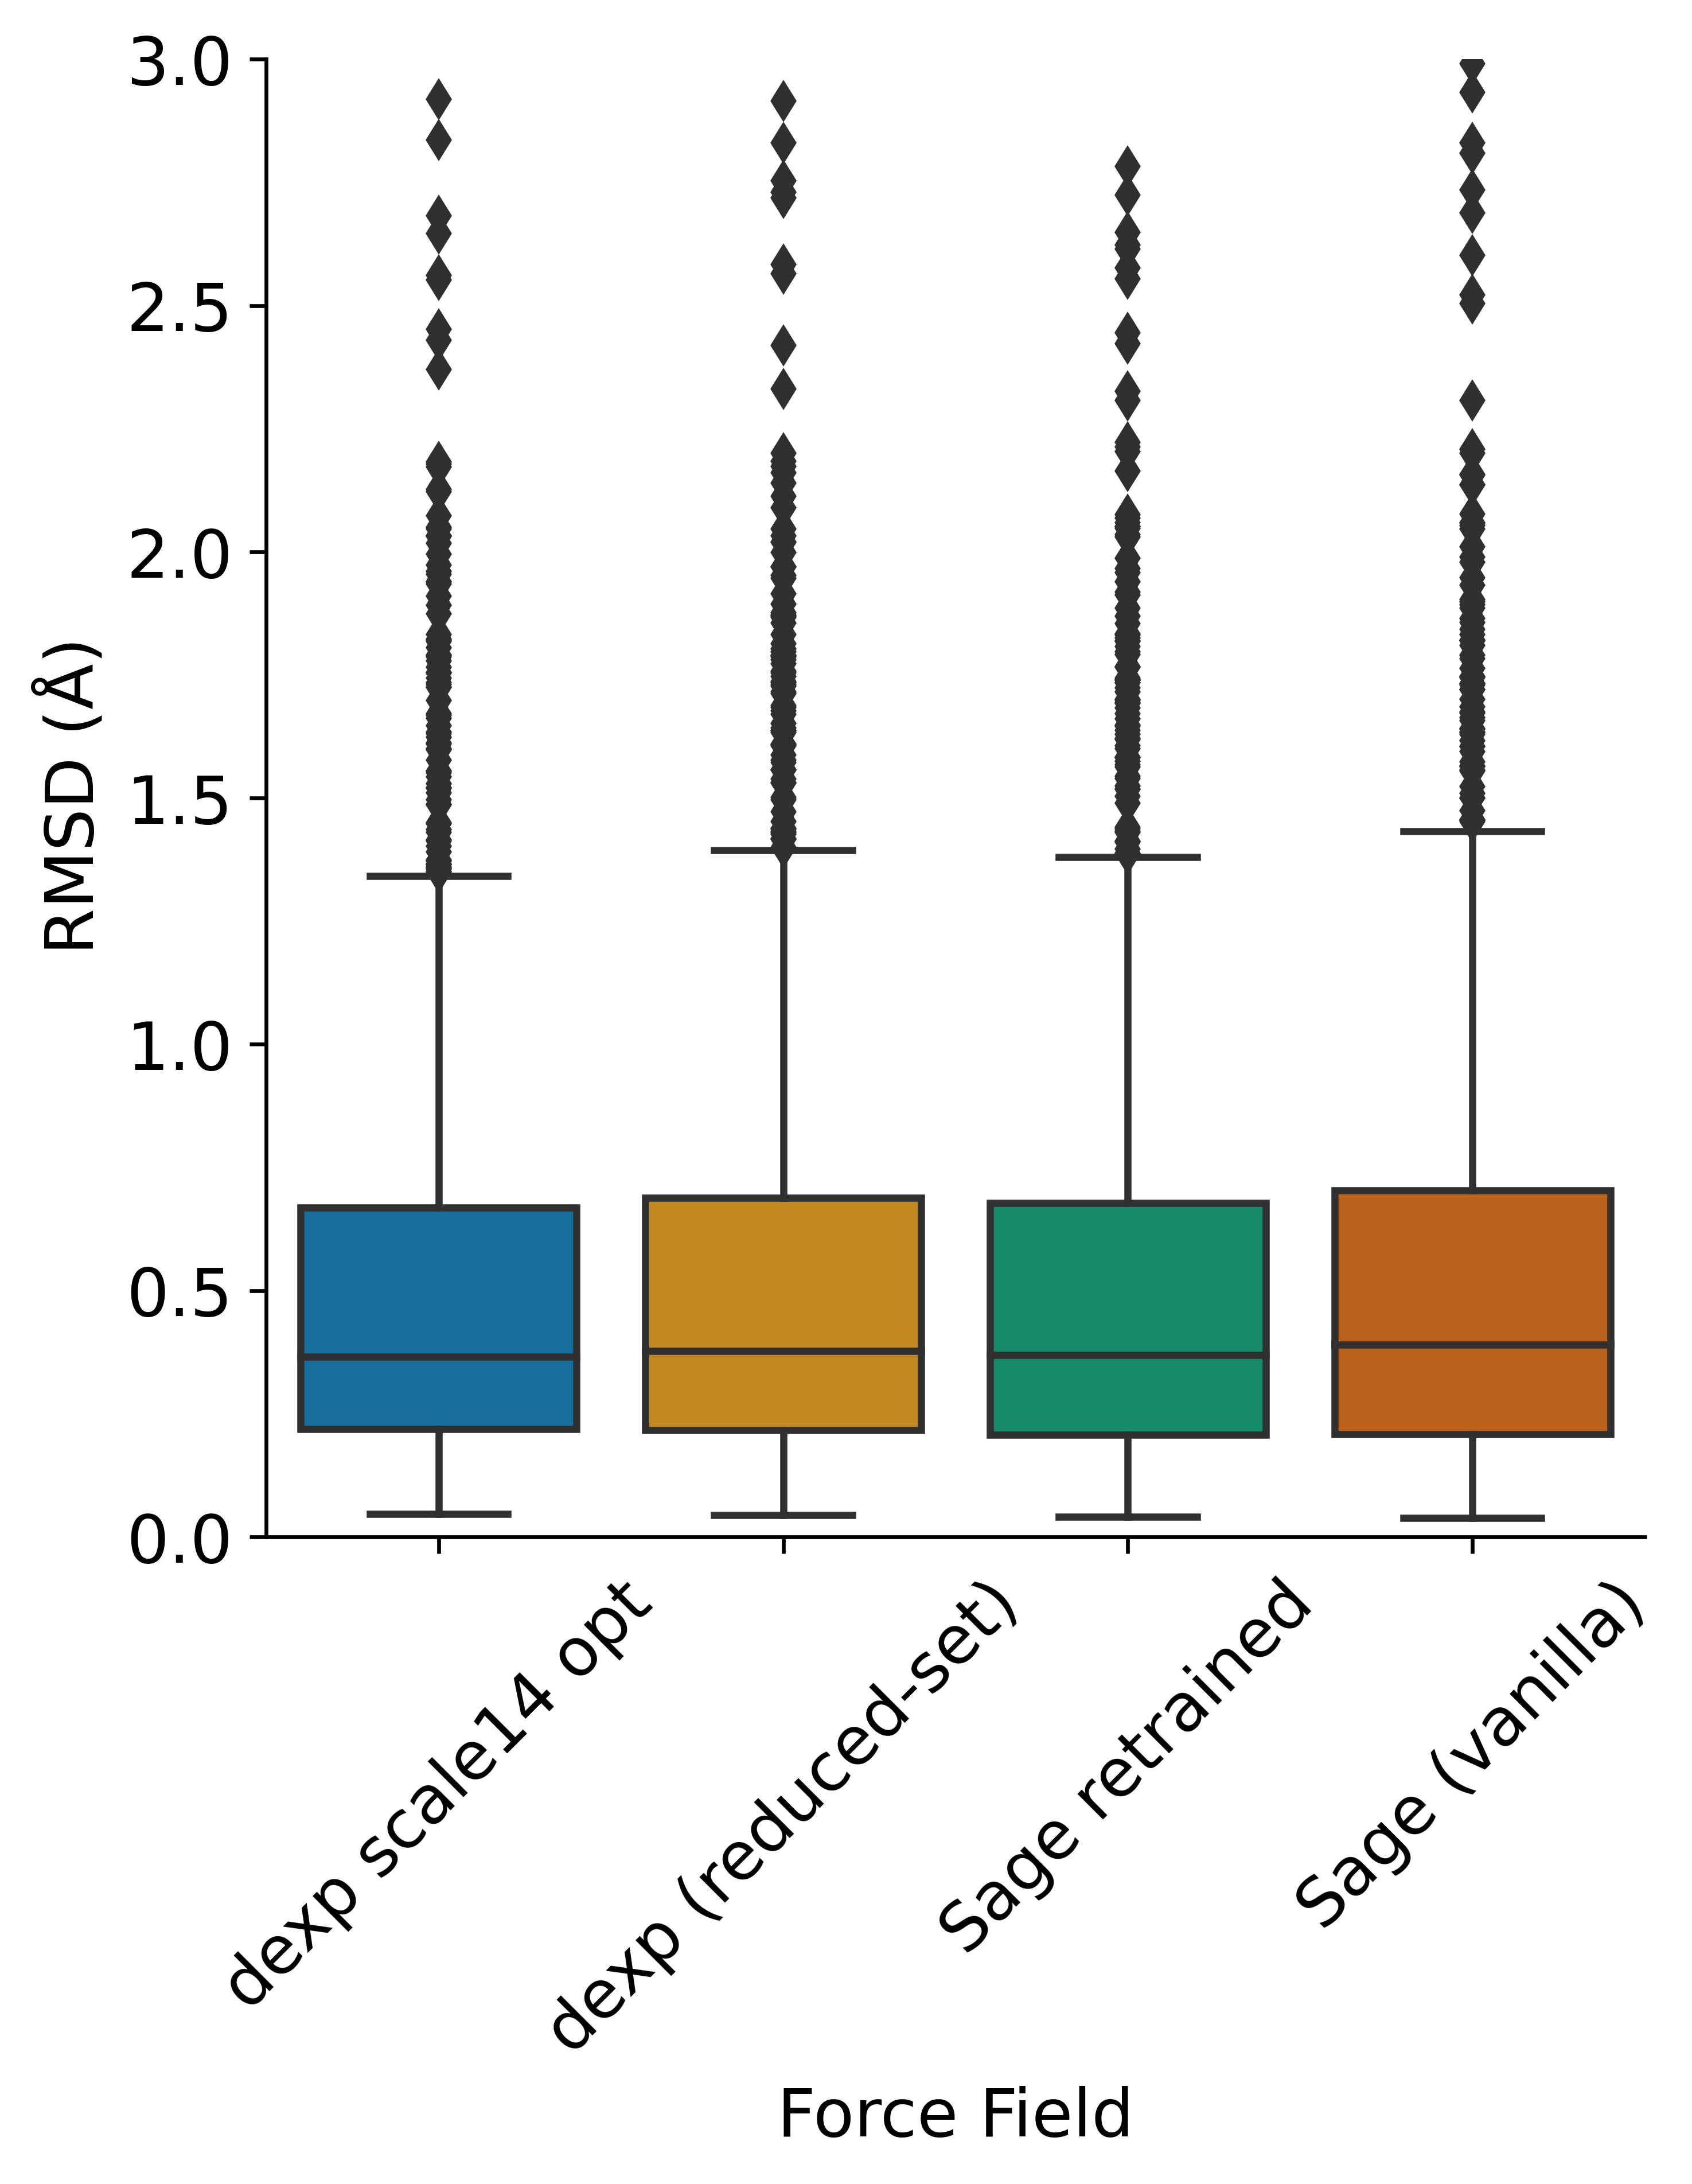 3.0
2.5
2.0
1.5
1.0
0.5
0.0
RMSD (Å)
dexp scale14 opt
dexp (reduced-set)
Sage retrained
Sage (vanilla)
Force Field